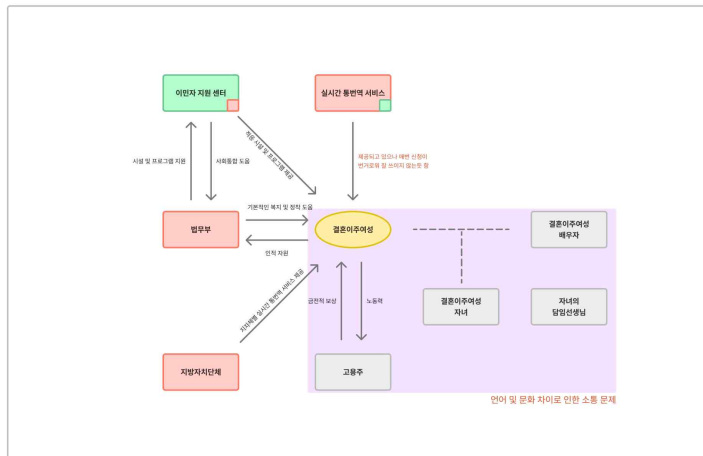 이민자 지원 센터
실시간 통번역 서비스
시설 및 프로그램 지원
사회통합 도움
적응 시설 및 프로그램 제공
제공되고 있으나 매번 신청이
번거로워 잘 쓰이지 않는듯 함
기본적인 복지 및 정착 도움
법무부
결혼이주여성
결혼이주여성
배우자
인적 자원
지자체별 실시간 통번역 서비스 제공
금전적 보상
노동력
결혼이주여성
자녀
자녀의
담임선생님
지방자치단체
고용주
언어 및 문화 차이로 인한 소통 문제